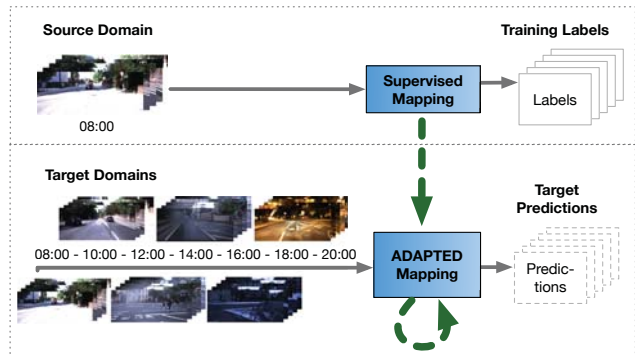 Source Domain
Training Labels
Supervised
Mapping
Labels
08:00
Target Domains
Target
Predictions
08:00 - 10:00 - 12:00 - 14:00 - 16:00 - 18:00 - 20:00
ADAPTED
Mapping
Predic-
tions